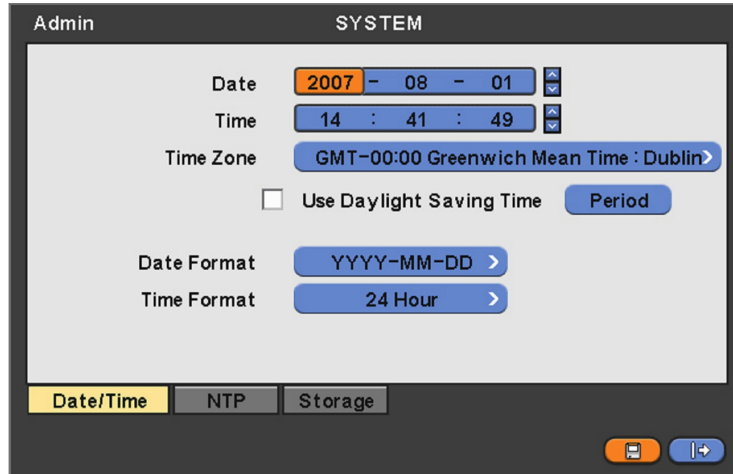 Admin SYSTEM
Date 2007 - 08 - 01
Time 14 : 41 : 49
Time Zone GMT-00:00 Greenwich Mean Time : Dublin
Use Daylight Saving Time Period
Date Format YYYY-MM-DD
Time Format 24 Hour
Date/Time NTP Storage